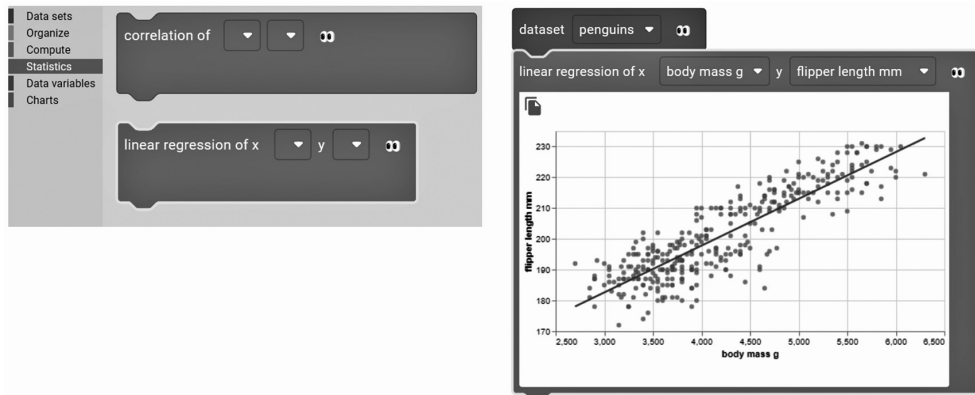 Data sets
Organize
Compute
Statistics
Data variables
Charts
correlation of
linear regression of x y
dataset penguins
linear regression of x body mass g y flipper length mm
230
220
210
200
190
180
170
flipper length mm
2,500 3,000 3,500 4,000 4,500 5,000 5,500 6,000 6,500
body mass g